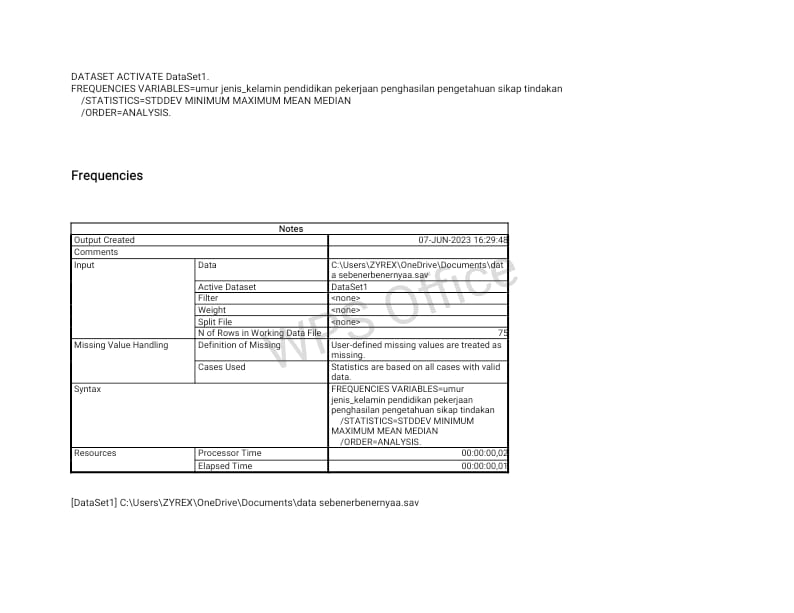 DATASET ACTIVATE DataSet1.
FREQUENCIES VARIABLES=umur jenis_kelamin pendidikan pekerjaan penghasilan pengetahuan sikap tindakan
/STATISTICS=STDDEV MINIMUM MAXIMUM MEAN MEDIAN
/ORDER=ANALYSIS.
Frequencies
Notes
Output Created 07-JUN-2023 16:29:48
Comments
Input Data C:\Users\ZYREX\OneDrive\Documents\dat
a sebenerbenernyaa.sav
Active Dataset DataSet1
Filter <none>
Weight <none>
Split File <none>
N of Rows in Working Data File 75
Missing Value Handling Definition of Missing User-defined missing values are treated as
missing.
Cases Used Statistics are based on all cases with valid
data.
Syntax FREQUENCIES VARIABLES=umur
jenis_kelamin pendidikan pekerjaan
penghasilan pengetahuan sikap tindakan
/STATISTICS=STDDEV MINIMUM
MAXIMUM MEAN MEDIAN
/ORDER=ANALYSIS.
Resources Processor Time 00:00:00,02
Elapsed Time 00:00:00,01
[DataSet1] C:\Users\ZYREX\OneDrive\Documents\data sebenerbenernyaa.sav
WPS Office